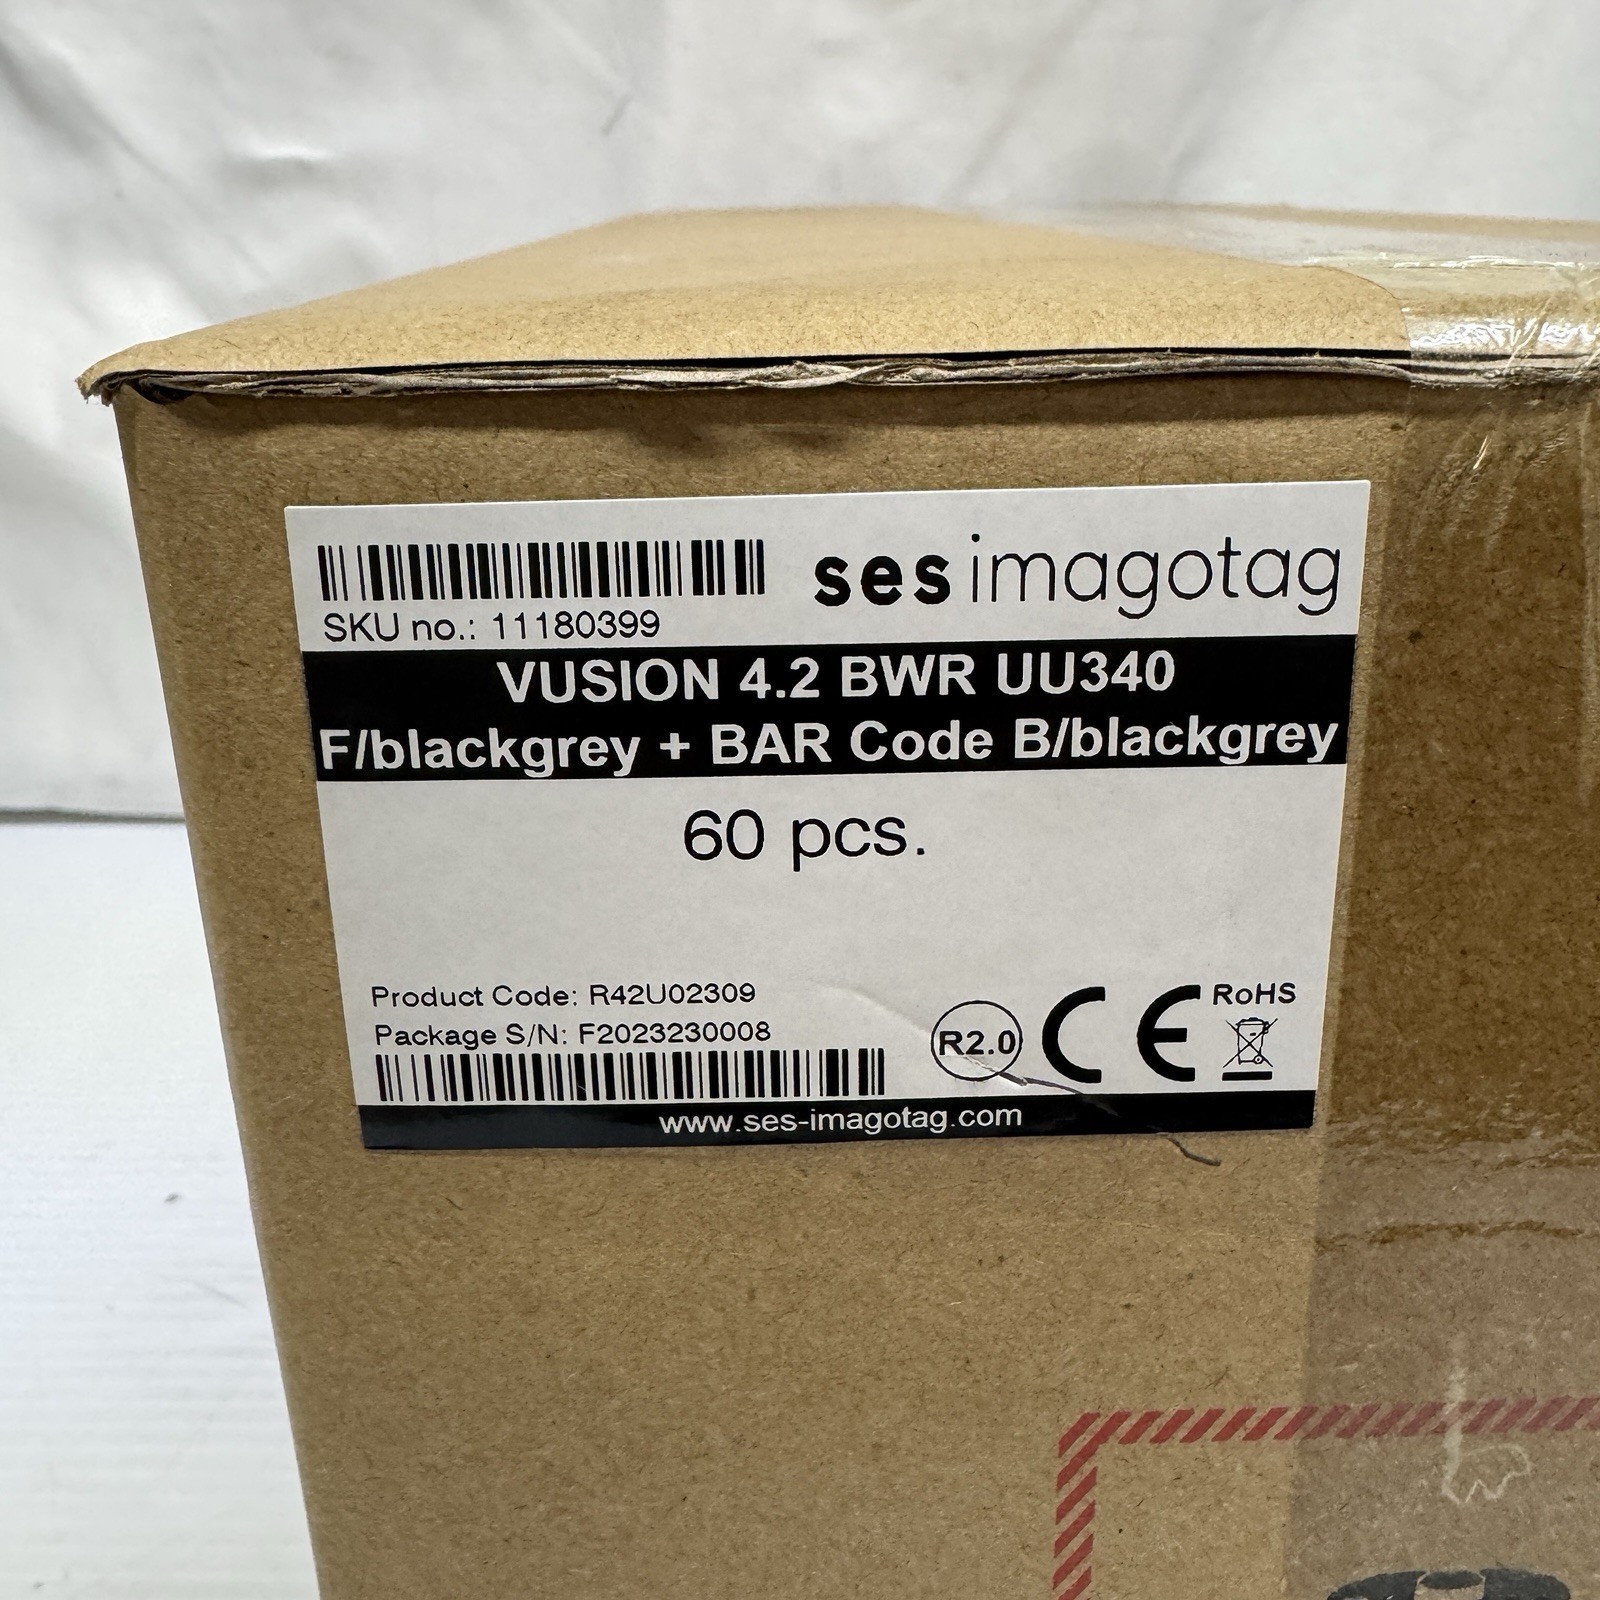 ses imagotag
SKU no.: 11180399
VUSION 4.2 BWR UU340
F/blackgrey + BAR Code B/blackgrey
60 pcs.
Product Code: R42U02309
Package S/N: F2023230008
R2.0
CE
RoHS
www.ses-imagotag.com